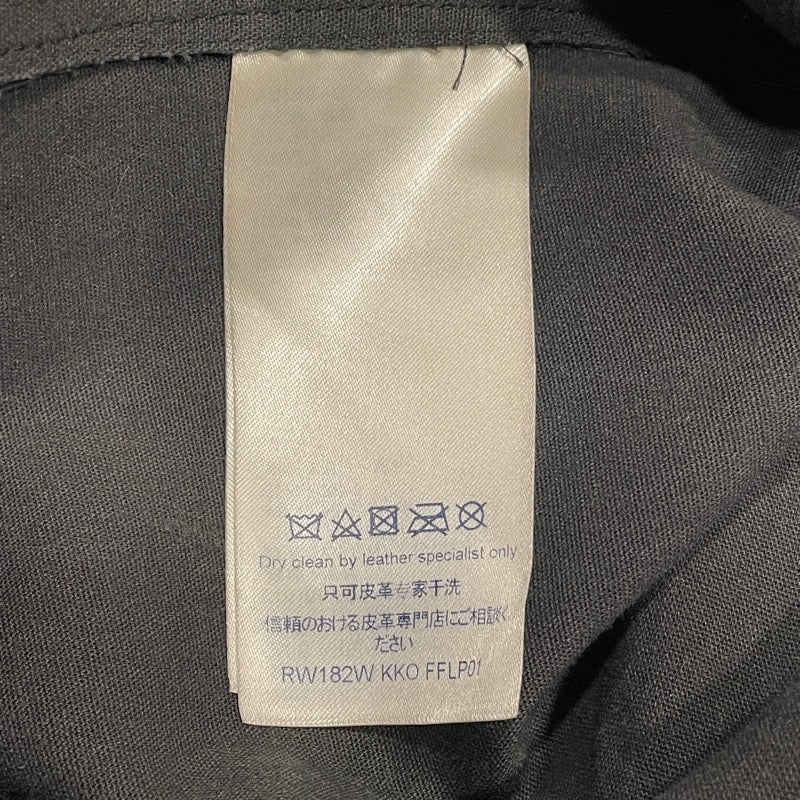 Dry clean by leather specialist only
只可皮革专家干洗
信頼のおける皮革専門店にご相談く
ださい
RW182W KKO FFLP01